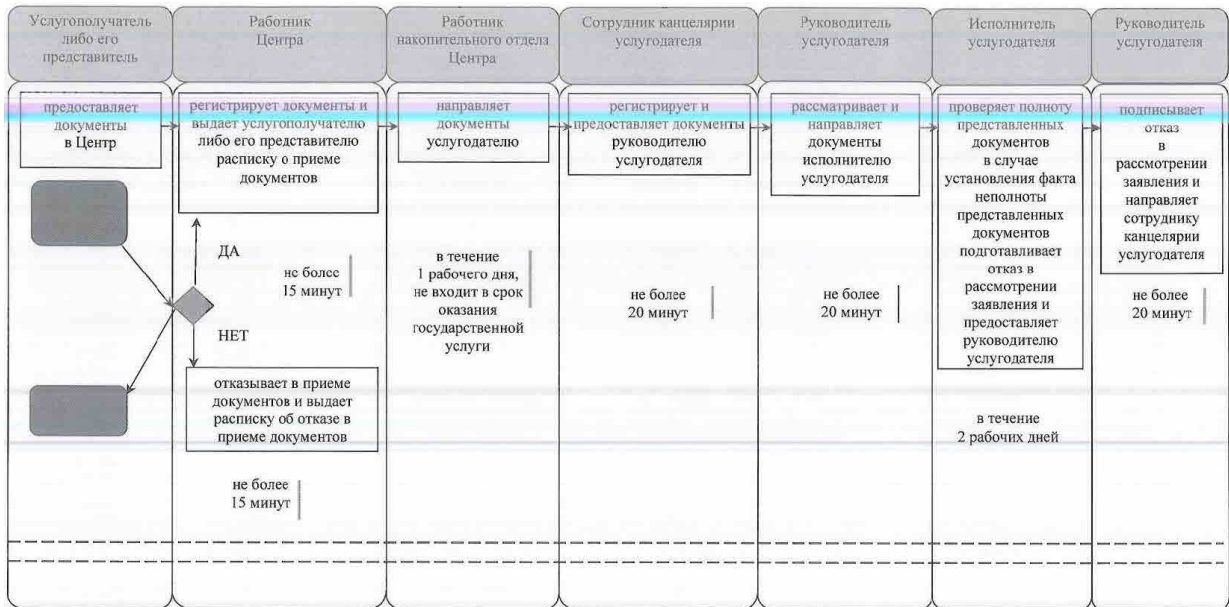 Услугополучатель
либо его
представитель
Работник
Центра
Работник
накопительного отдела
Центра
Сотрудник канцелярии
услугодателя
Руководитель
услугодателя
Исполнитель
услугодателя
Руководитель
услугодателя
предоставляет
документы
в Центр
регистрирует документы и
выдает услугополучателю
либо его представителю
расписку о приеме
документов
направляет
документы
услугодателю
регистрирует и
предоставляет документы
руководителю
услугодателя
рассматривает и
направляет
документы
исполнителю
услугодателя
проверяет полноту
представленных
документов
в случае
установления факта
неполноты
представленных
документов
подготавливает
отказ в
рассмотрении
заявления и
предоставляет
руководителю
услугодателя
подписывает
отказ
в
рассмотрении
заявления и
направляет
сотруднику
канцелярии
услугодателя
ДА
не более
15 минут
в течение
1 рабочего дня,
не входит в срок
оказания
государственной
услуги
не более
20 минут
не более
20 минут
не более
20 минут
НЕТ
отказывает в приеме
документов и выдает
расписку об отказе в
приеме документов
в течение
2 рабочих дней
не более
15 минут